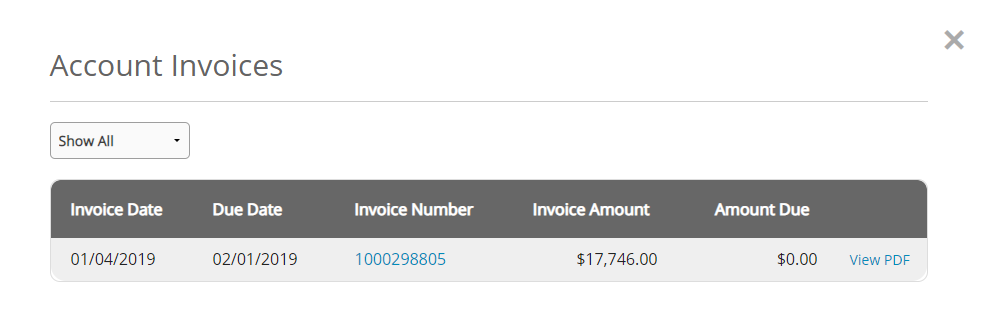 Account Invoices
Show All
Invoice Date Due Date Invoice Number Invoice Amount Amount Due
01/04/2019 02/01/2019 1000298805 $17,746.00 $0.00 View PDF